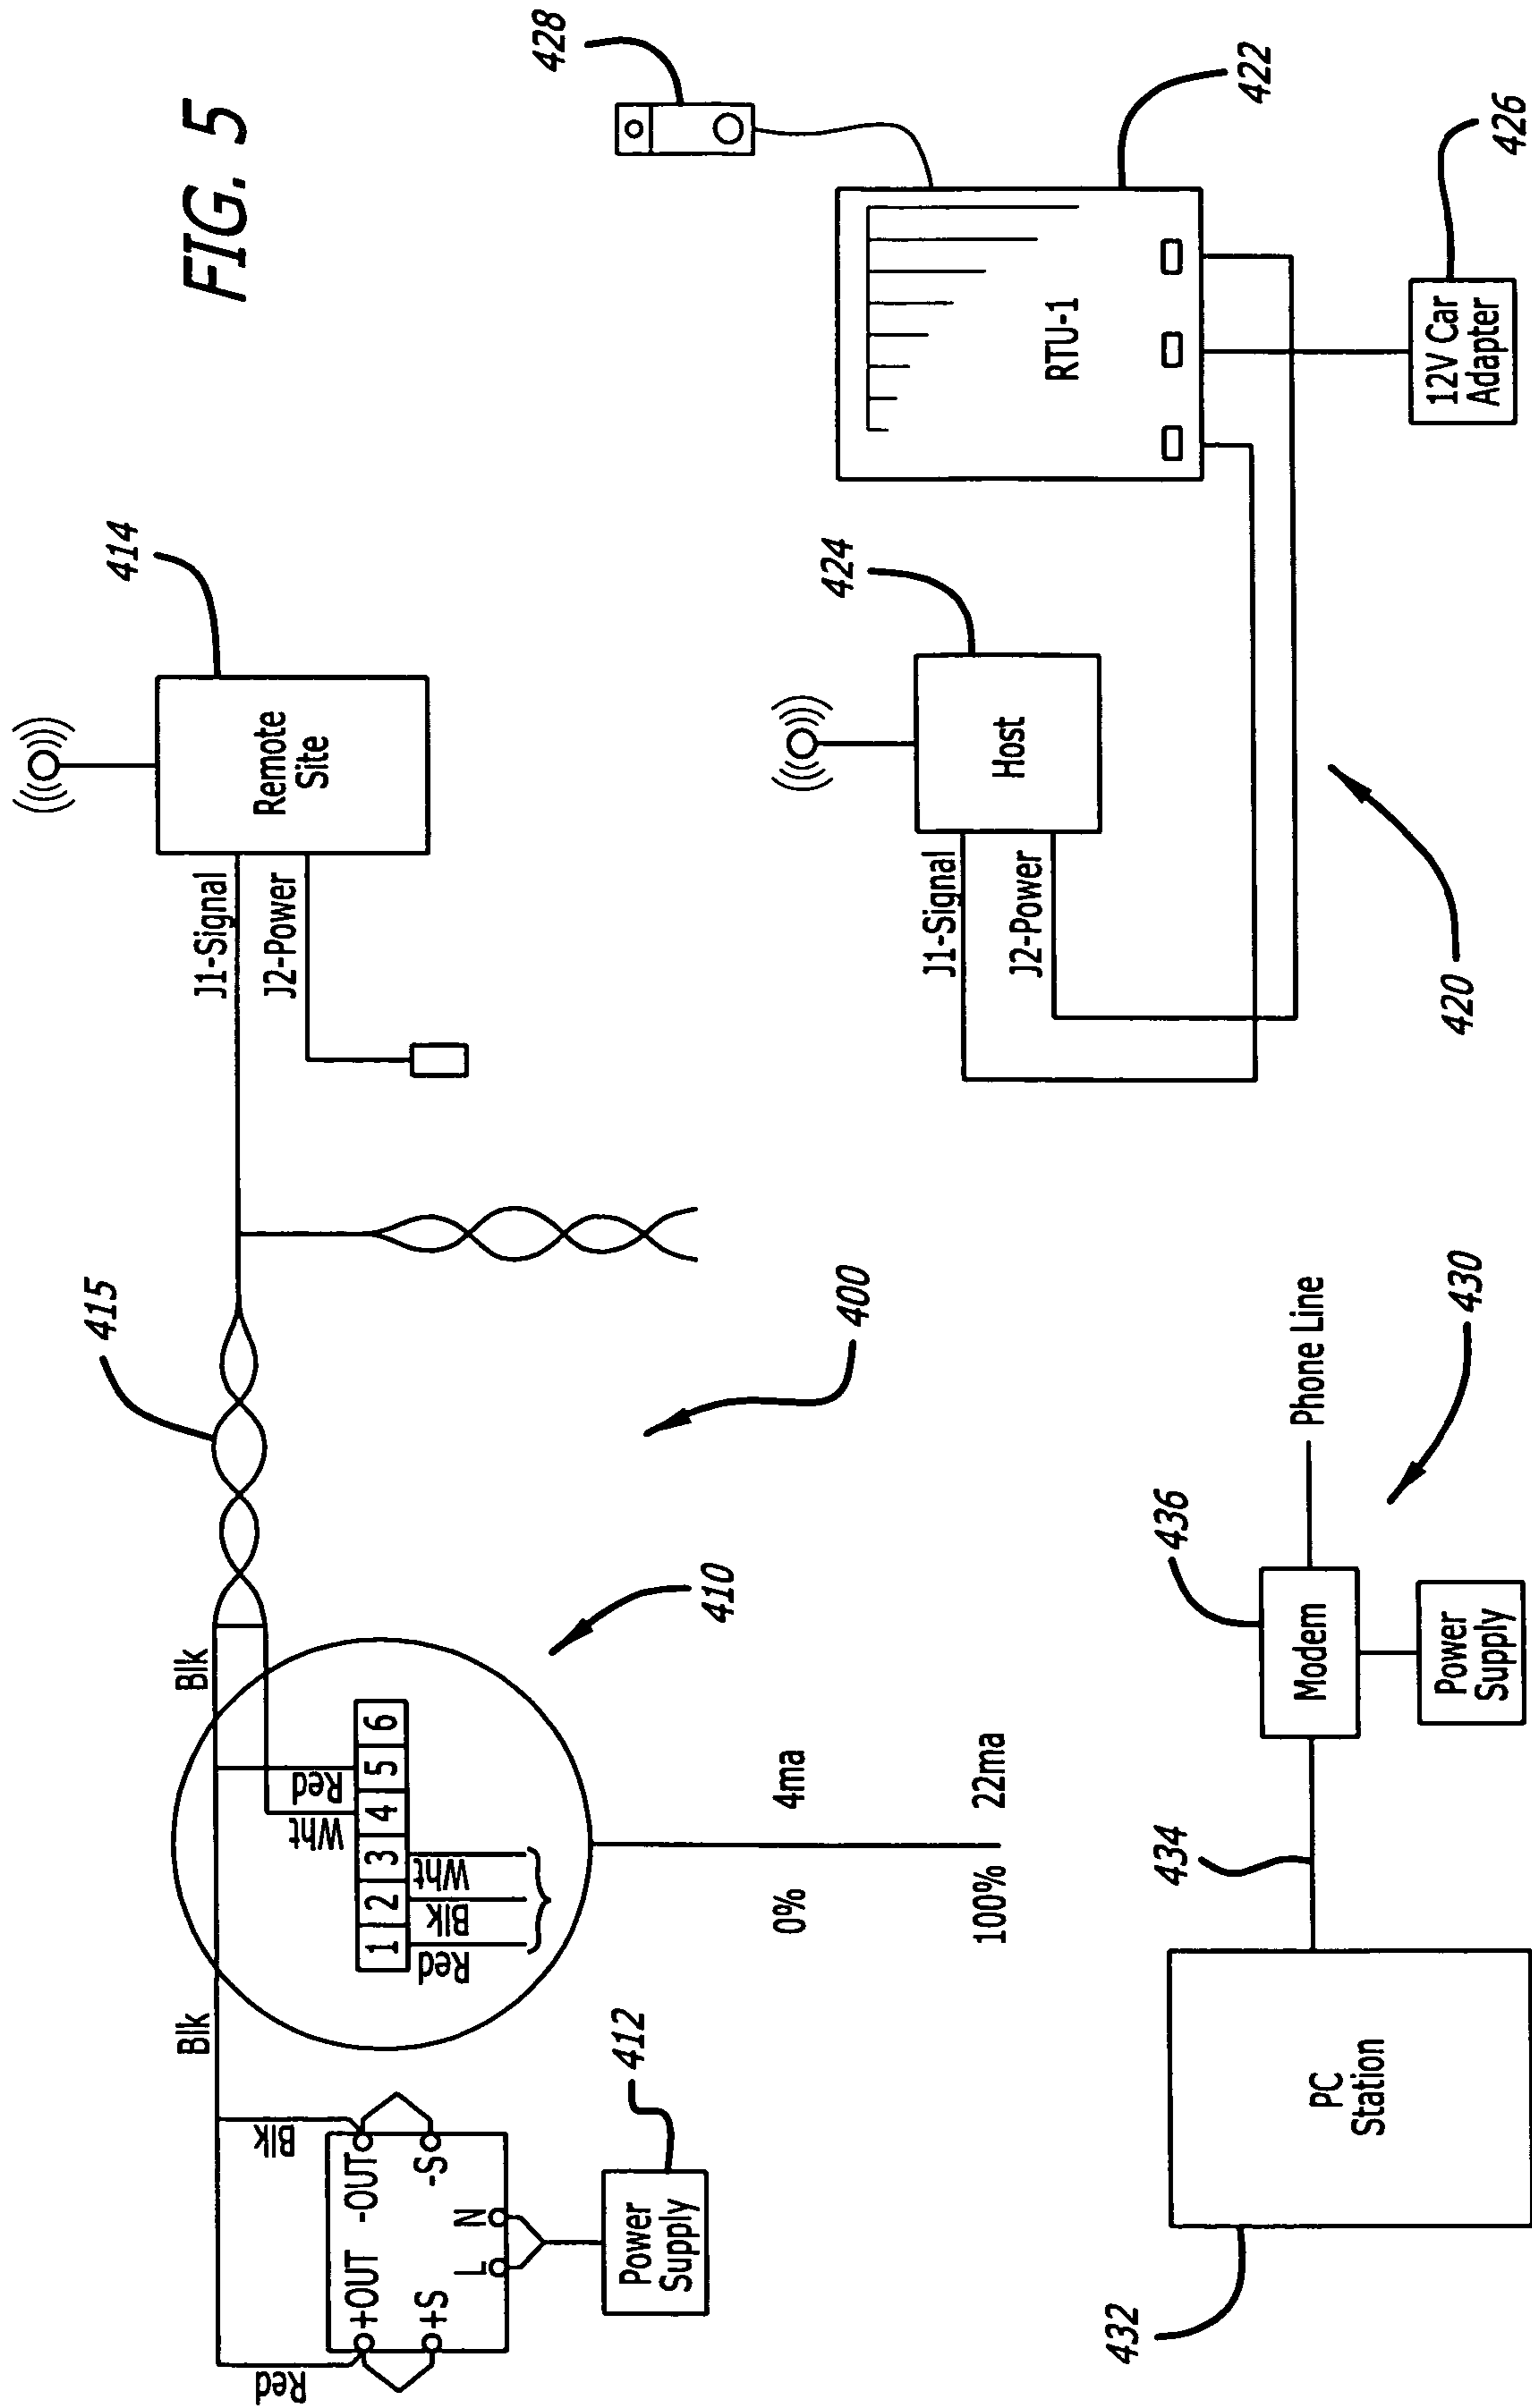 FIG. 5
414
Remote
Site
J1-Signal
J2-Power
415
400
Blk
Blk
Red
Blk
+OUT -OUT
+S -S
L N
Power
Supply
412
410
Red
Wht
1 2 3 4 5 6
Red
Blk
Wht
0% 4ma
100% 22ma
428
422
RTU-1
424
Host
J1-Signal
J2-Power
12V Car
Adapter
426
420
430
Phone Line
436
Modem
Power
Supply
434
PC
Station
432